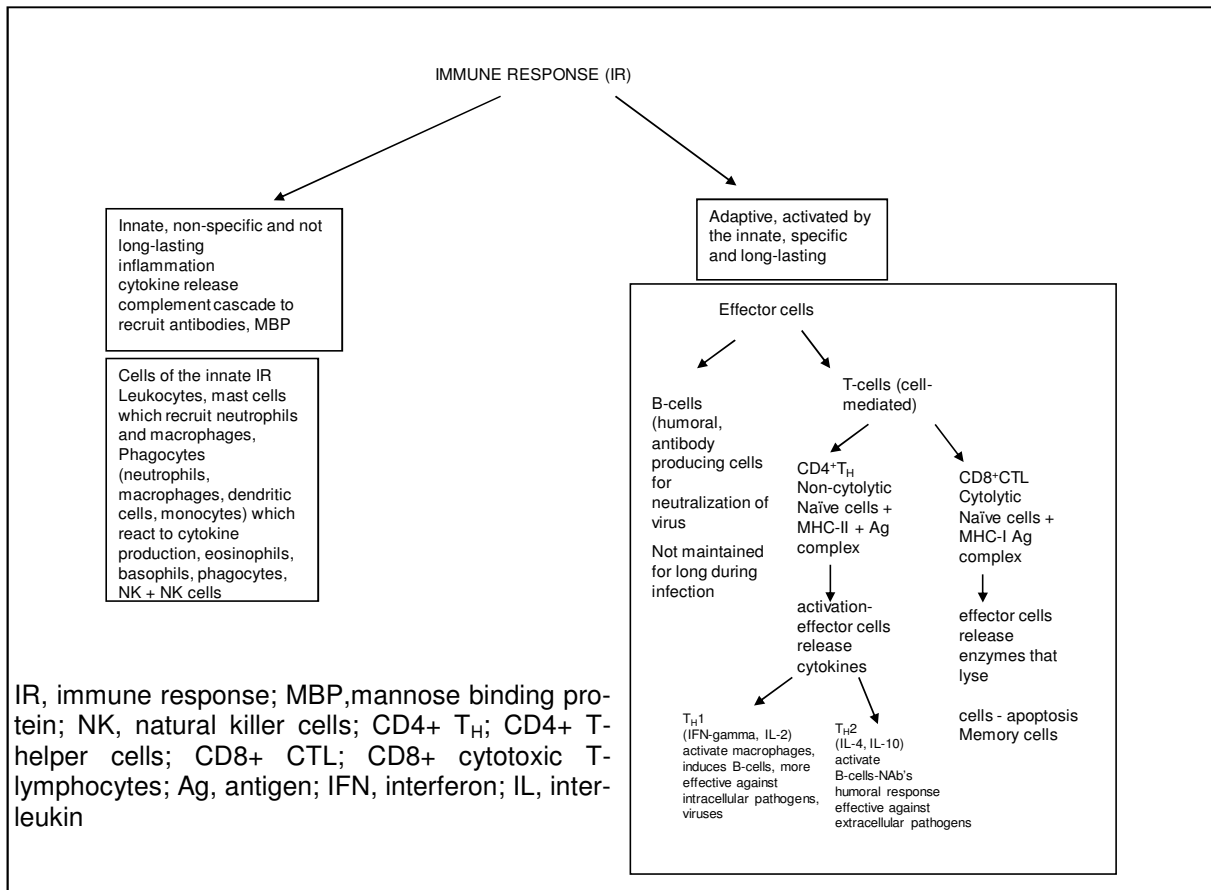 IMMUNE RESPONSE (IR)
Innate, non-specific and not
long-lasting
inflammation
cytokine release
complement cascade to
recruit antibodies, MBP
Cells of the innate IR
Leukocytes, mast cells
which recruit neutrophils
and macrophages,
Phagocytes
(neutrophils,
macrophages, dendritic
cells, monocytes) which
react to cytokine
production, eosinophils,
basophils, phagocytes,
NK + NK cells
Adaptive, activated by
the innate, specific
and long-lasting
Effector cells
B-cells
(humoral,
antibody
producing cells
for
neutralization of
virus
Not maintained
for long during
infection
T-cells (cell-
mediated)
CD4⁺T_H
Non-cytolytic
Naïve cells +
MHC-II + Ag
complex
activation-
effector cells
release
cytokines
T_H1
(IFN-gamma, IL-2)
activate macrophages,
induces B-cells, more
effective against
intracellular pathogens,
viruses
T_H2
(IL-4, IL-10)
activate
B-cells-NAb's
humoral response
effective against
extracellular pathogens
CD8⁺CTL
Cytolytic
Naïve cells +
MHC-I Ag
complex
effector cells
release
enzymes that
lyse
cells - apoptosis
Memory cells
IR, immune response; MBP,mannose binding pro-
tein; NK, natural killer cells; CD4+ T_H; CD4+ T-
helper cells; CD8+ CTL; CD8+ cytotoxic T-
lymphocytes; Ag, antigen; IFN, interferon; IL, inter-
leukin